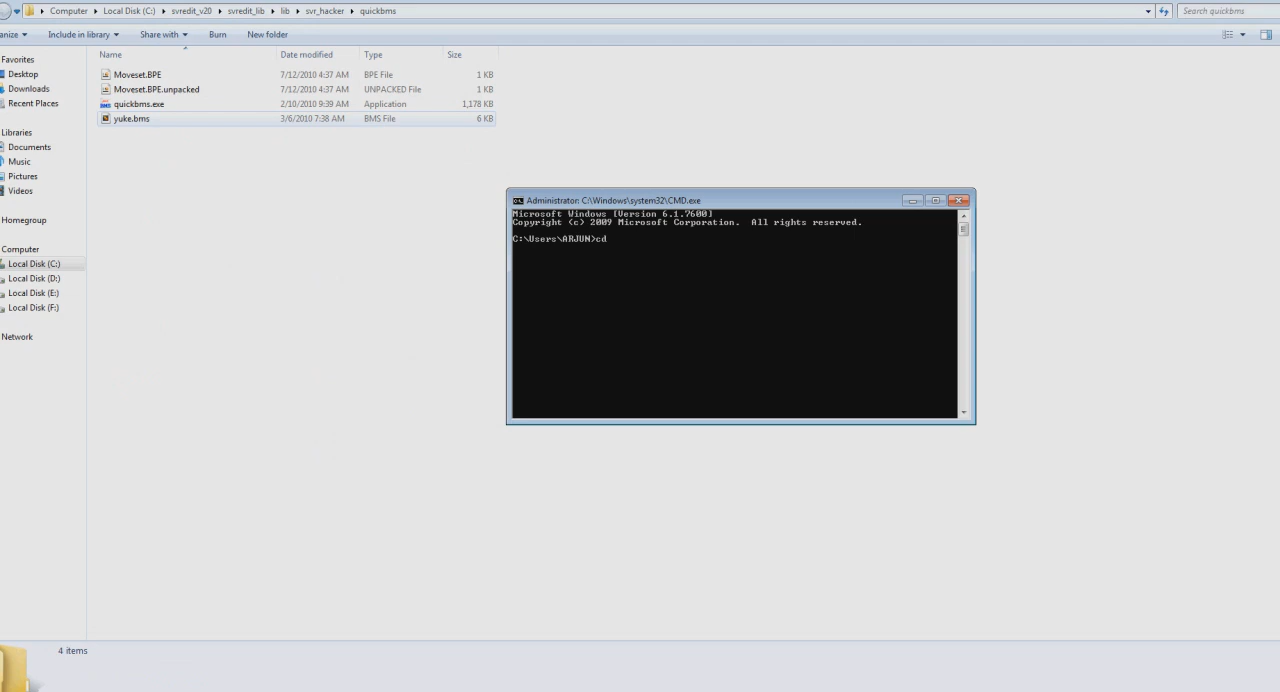 Computer ▸ Local Disk (C:) ▸ svredit_v20 ▸ svredit_lib ▸ lib ▸ svr_hacker ▸ quickbms
Search quickbms
anize Include in library Share with Burn New folder
Favorites
Desktop
Downloads
Recent Places
Libraries
Documents
Music
Pictures
Videos
Homegroup
Computer
Local Disk (C:)
Local Disk (D:)
Local Disk (E:)
Local Disk (F:)
Network
Name Date modified Type Size
Moveset.BPE 7/12/2010 4:37 AM BPE File 1 KB
Moveset.BPE.unpacked 7/12/2010 4:37 AM UNPACKED File 1 KB
quickbms.exe 2/10/2010 9:39 AM Application 1,178 KB
yuke.bms 3/6/2010 7:38 AM BMS File 6 KB
Administrator: C:\Windows\system32\CMD.exe
Microsoft Windows [Version 6.1.7600]
Copyright (c) 2009 Microsoft Corporation. All rights reserved.
C:\Users\ARJUN>cd
4 items